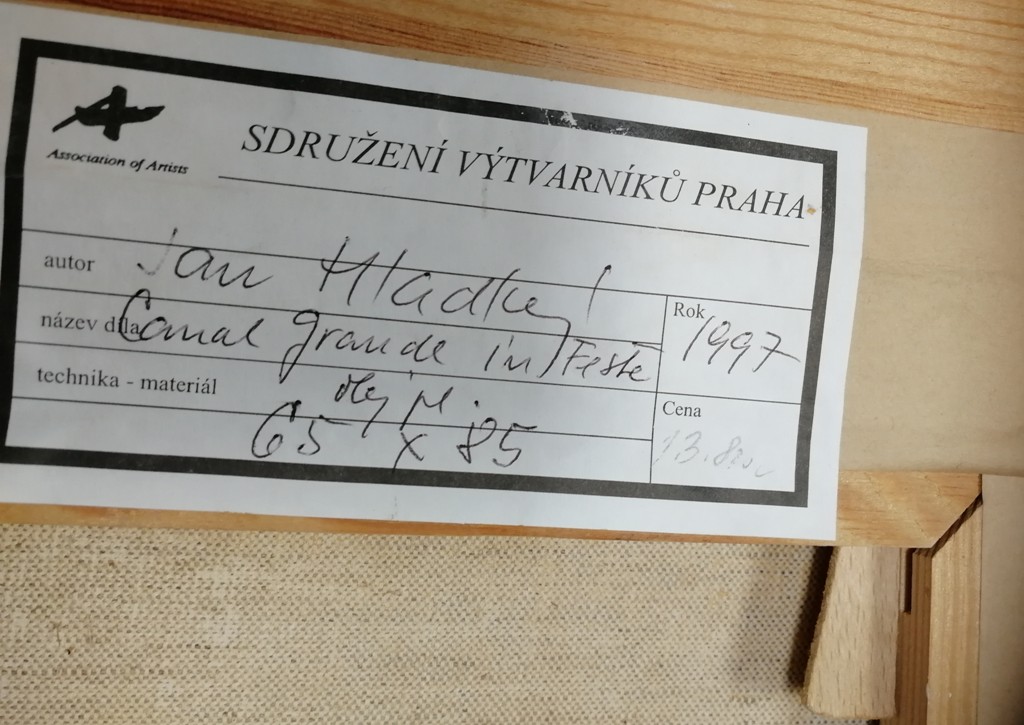 Association of Artists
SDRUŽENÍ VÝTVARNÍKŮ PRAHA
autor Jan Hladký
Rok 1997
název díla Canal grande in Feste
technika - materiál olej pl.
65 x 85
Cena